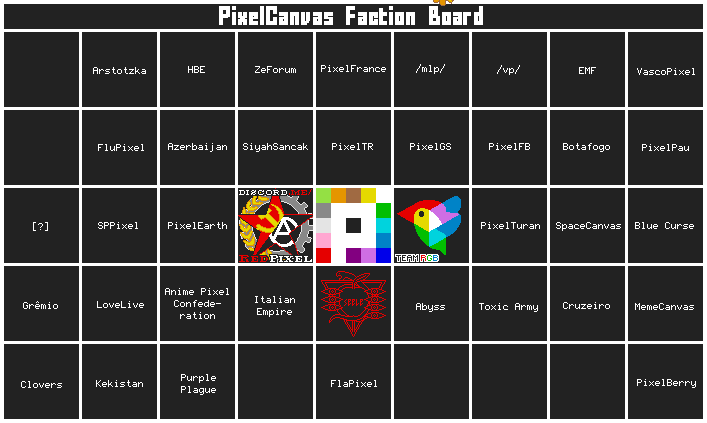 PixelCanvas Faction Board
Arstotzka
HBE
ZeForum
PixelFrance
/mlp/
/vp/
EMF
VascoPixel
FluPixel
Azerbaijan
SiyahSancak
PixelTR
PixelGS
PixelFB
Botafogo
PixelPau
[?]
SPPixel
PixelEarth
DISCORD ME/
REDPIXEL
TEAM RGB
PixelTuran
SpaceCanvas
Blue Curse
Grêmio
LoveLive
Anime Pixel
Confede-
ration
Italian
Empire
Abyss
Toxic Army
Cruzeiro
MemeCanvas
Clovers
Kekistan
Purple
Plague
FlaPixel
PixelBerry